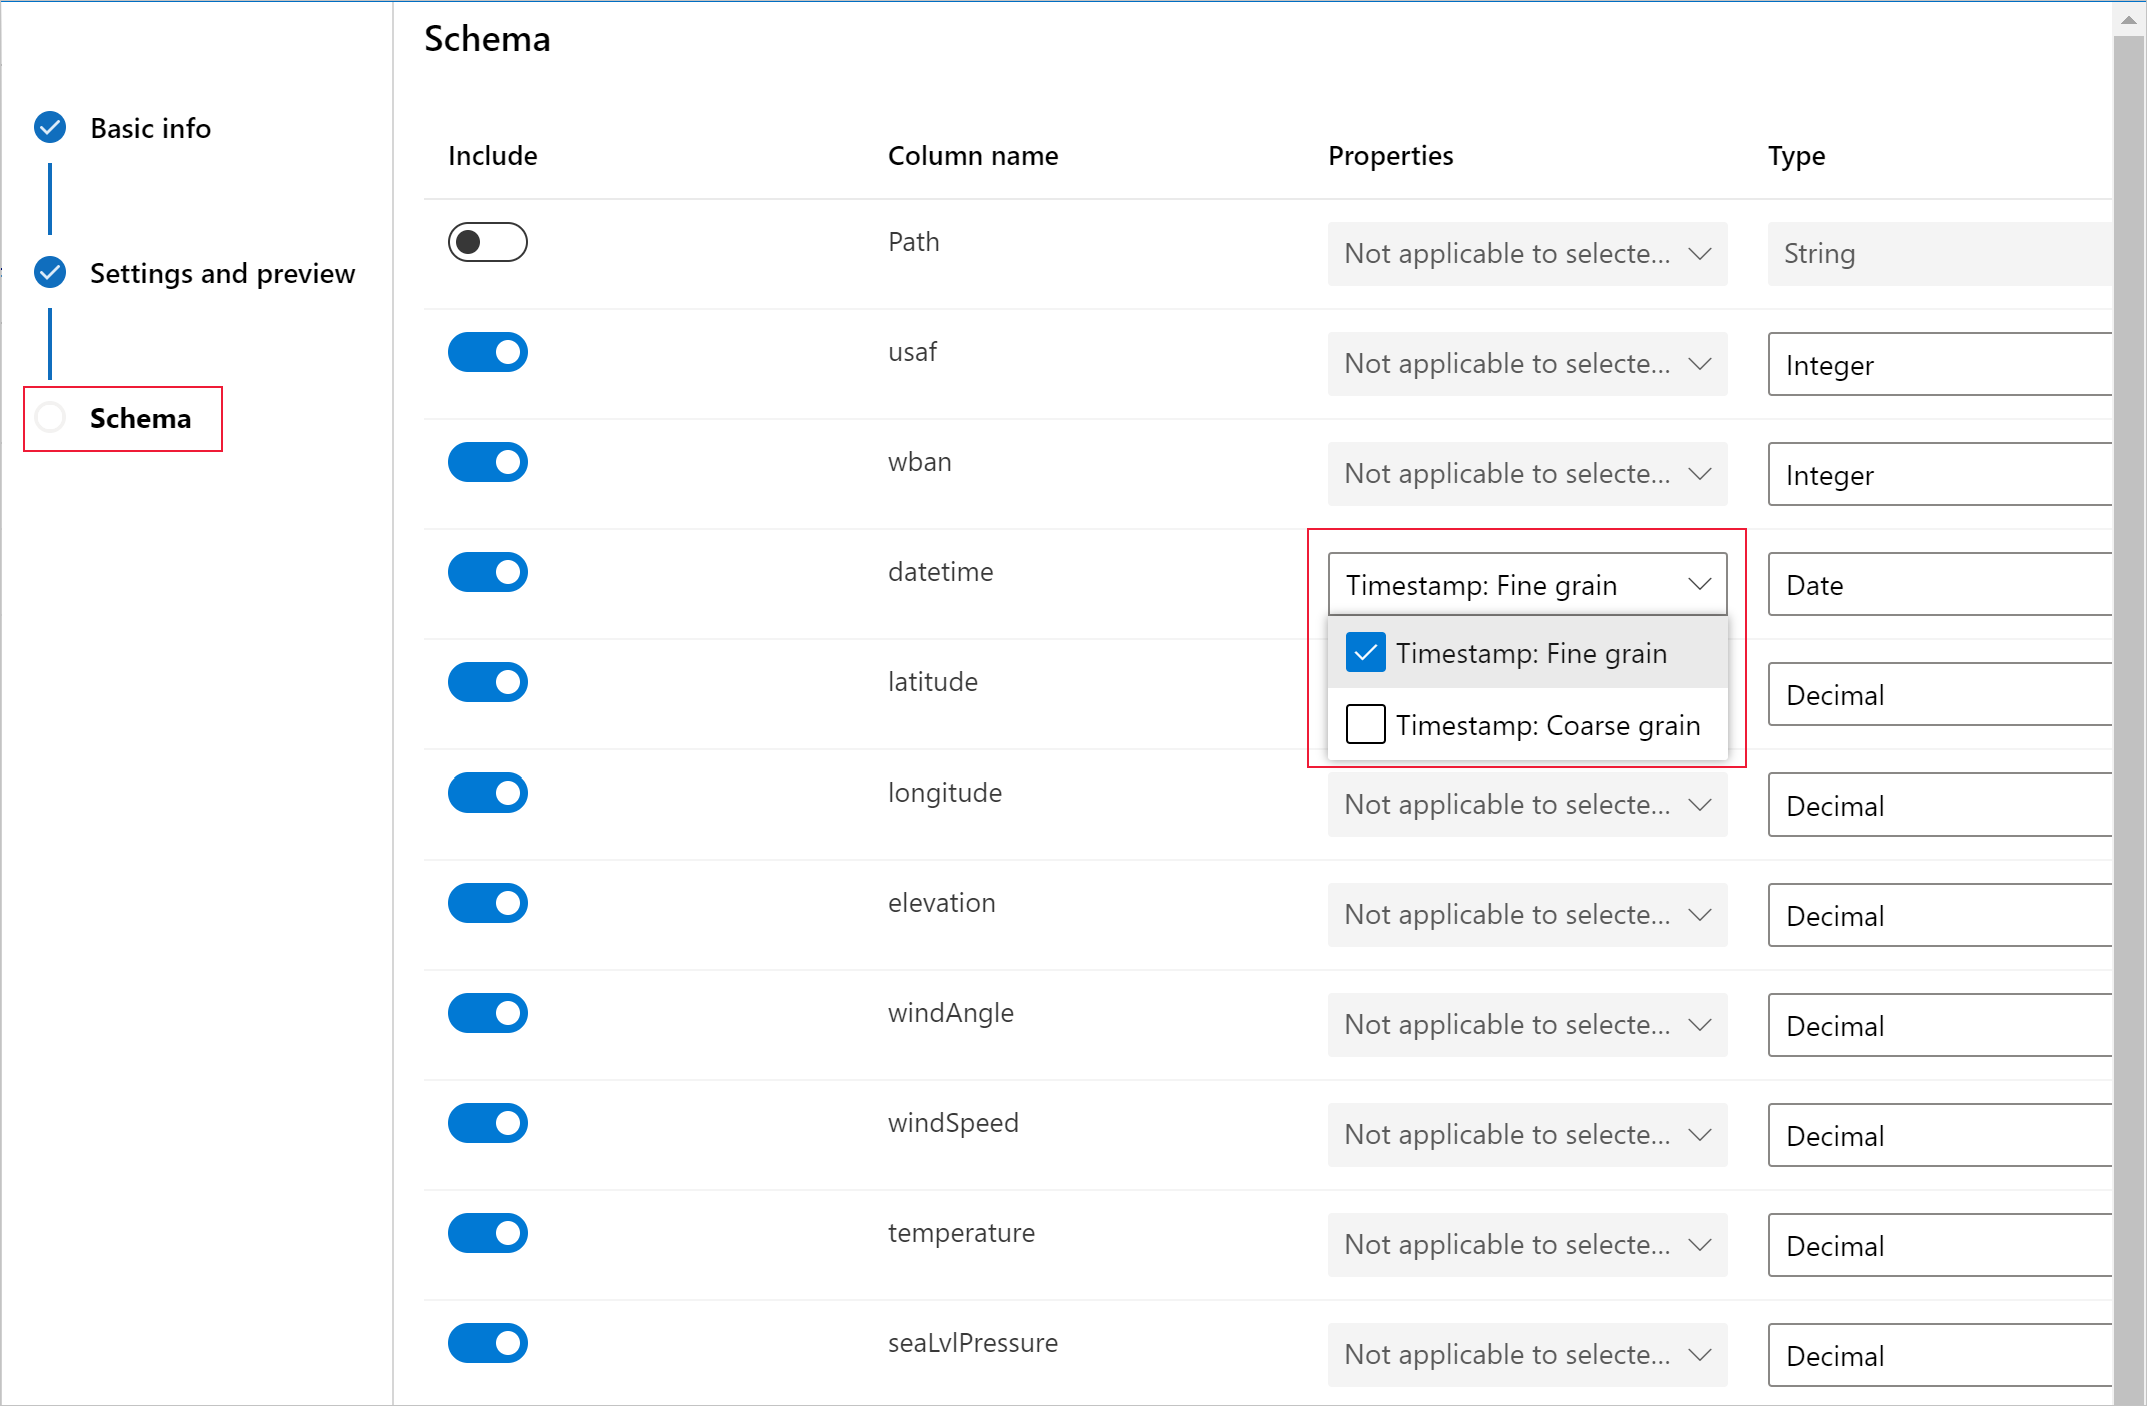 Basic info
Settings and preview
Schema
Schema
Include Column name Properties Type
Path Not applicable to selecte... String
usaf Not applicable to selecte... Integer
wban Not applicable to selecte... Integer
datetime Timestamp: Fine grain Date
Timestamp: Fine grain
latitude Decimal
Timestamp: Coarse grain
longitude Not applicable to selecte... Decimal
elevation Not applicable to selecte... Decimal
windAngle Not applicable to selecte... Decimal
windSpeed Not applicable to selecte... Decimal
temperature Not applicable to selecte... Decimal
seaLvlPressure Not applicable to selecte... Decimal